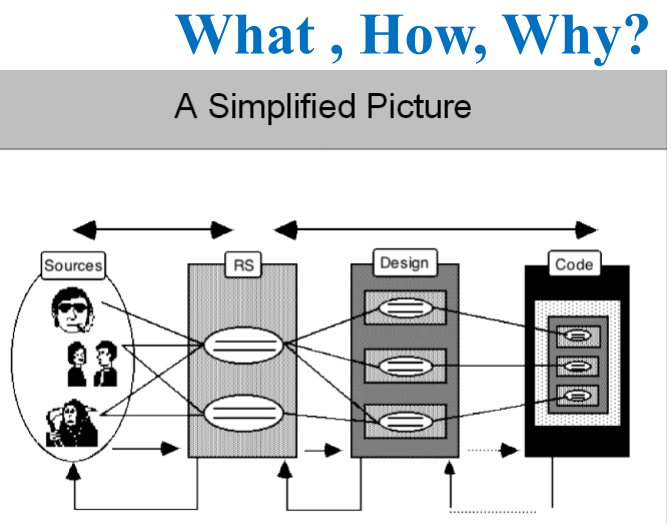 What , How, Why?
A Simplified Picture
Sources
RS
Design
Code